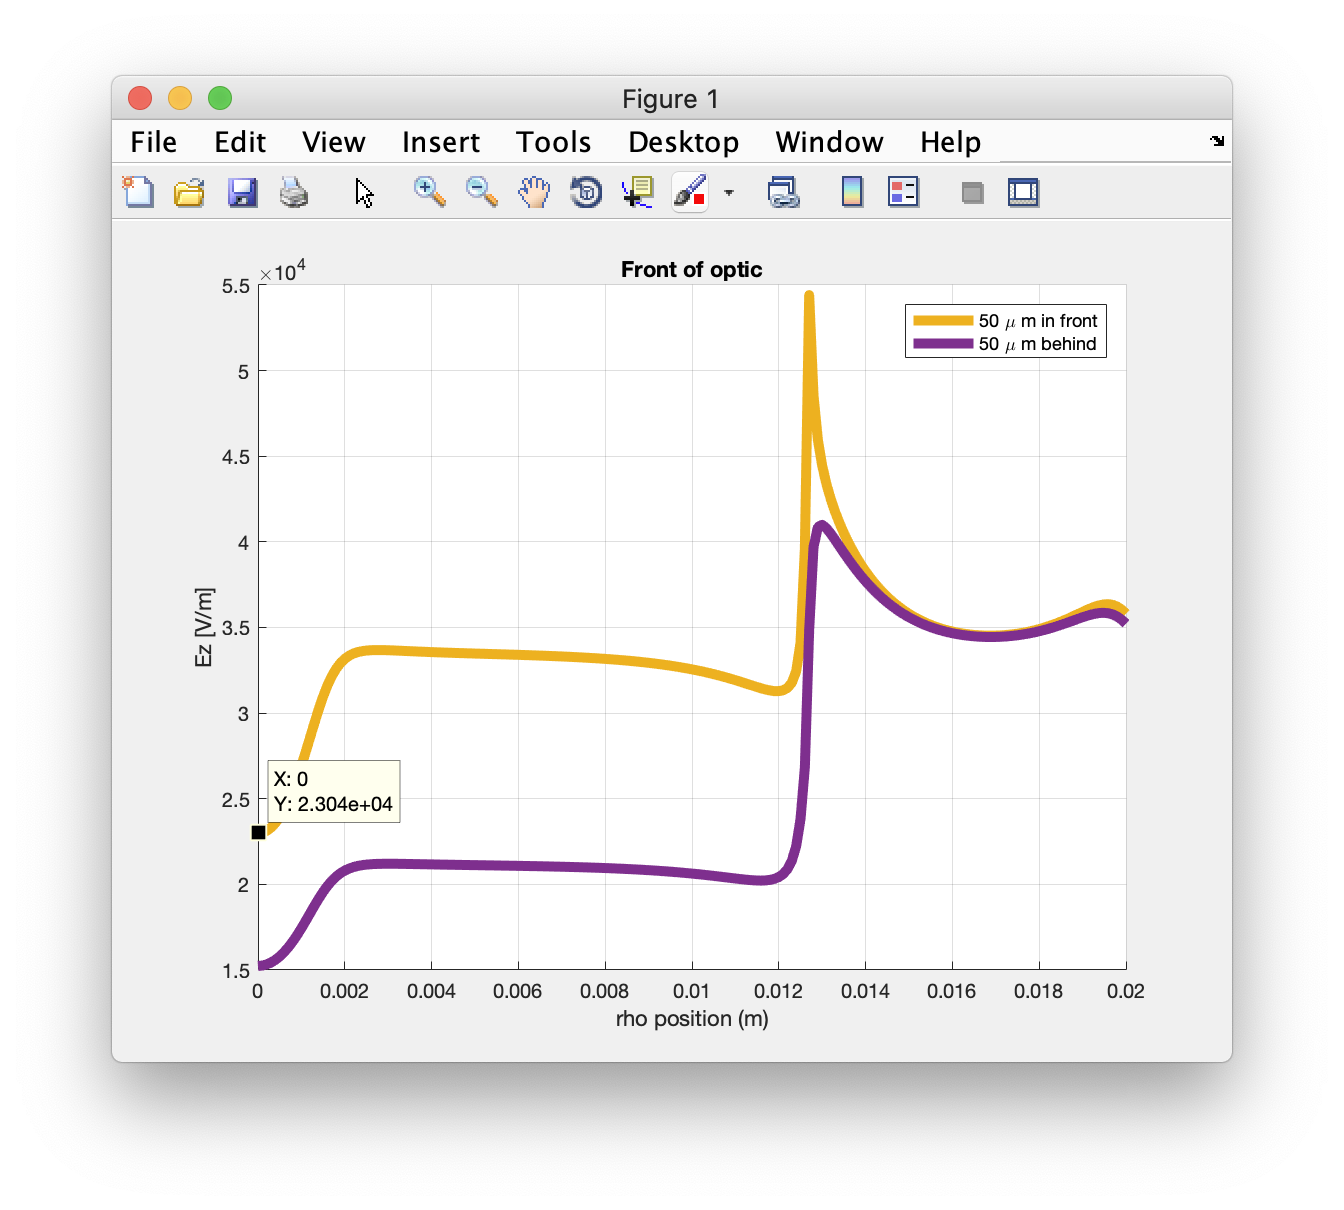 Figure 1
File Edit View Insert Tools Desktop Window Help
Front of optic
×10^4
5.5
5
4.5
4
3.5
3
2.5
2
1.5
Ez [V/m]
50 μ m in front
50 μ m behind
X: 0
Y: 2.304e+04
0 0.002 0.004 0.006 0.008 0.01 0.012 0.014 0.016 0.018 0.02
rho position (m)